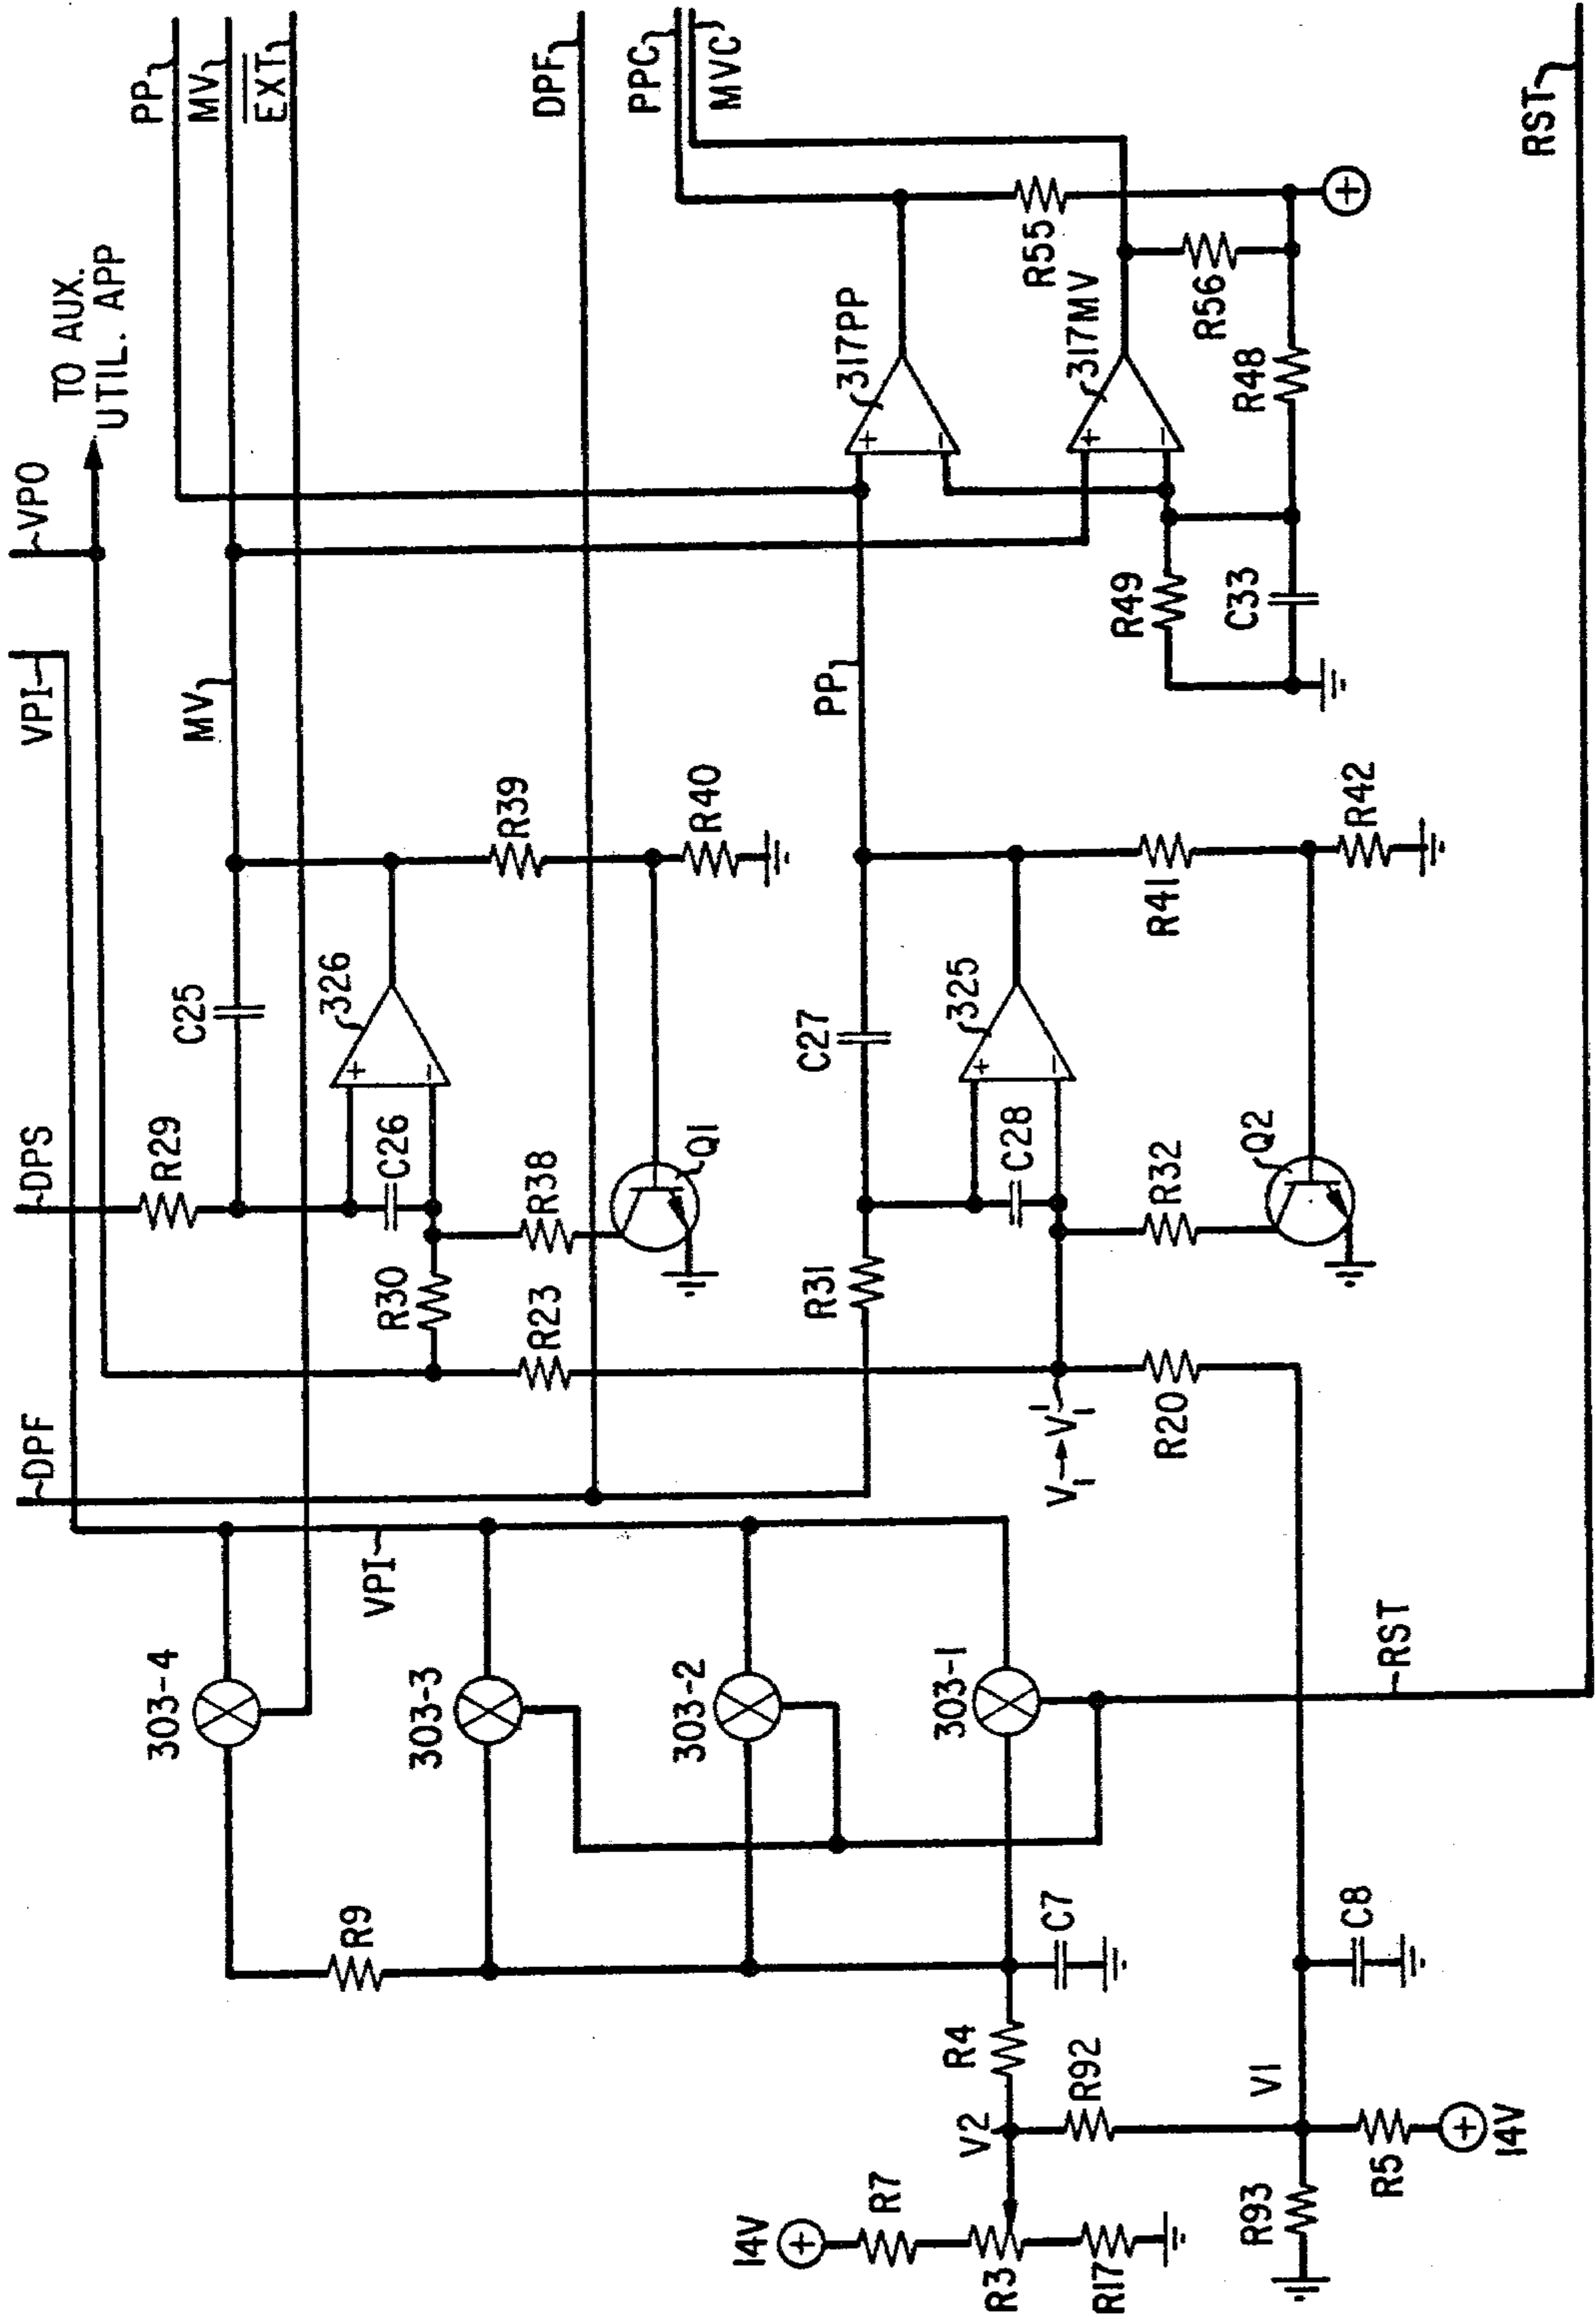 TO AUX.
UTIL. APP
VPO
VPI
DPS
DPF
PP
MV
EXT
DPF
PPC
MVC
RST
MV
C25
R29
326
+
−
C26
R30
R38
Q1
R23
R39
R40
317PP
+
−
R55
317MV
+
−
R56
R48
R49
C33
+
PP
C27
R31
325
+
−
C28
R32
Q2
R41
R42
V1→V1'
R20
303-4
303-3
303-2
303-1
VPI
RST
R9
C7
C8
R4
R92
V2
V1
14V
+
R7
R3
R17
R93
R5
+
14V